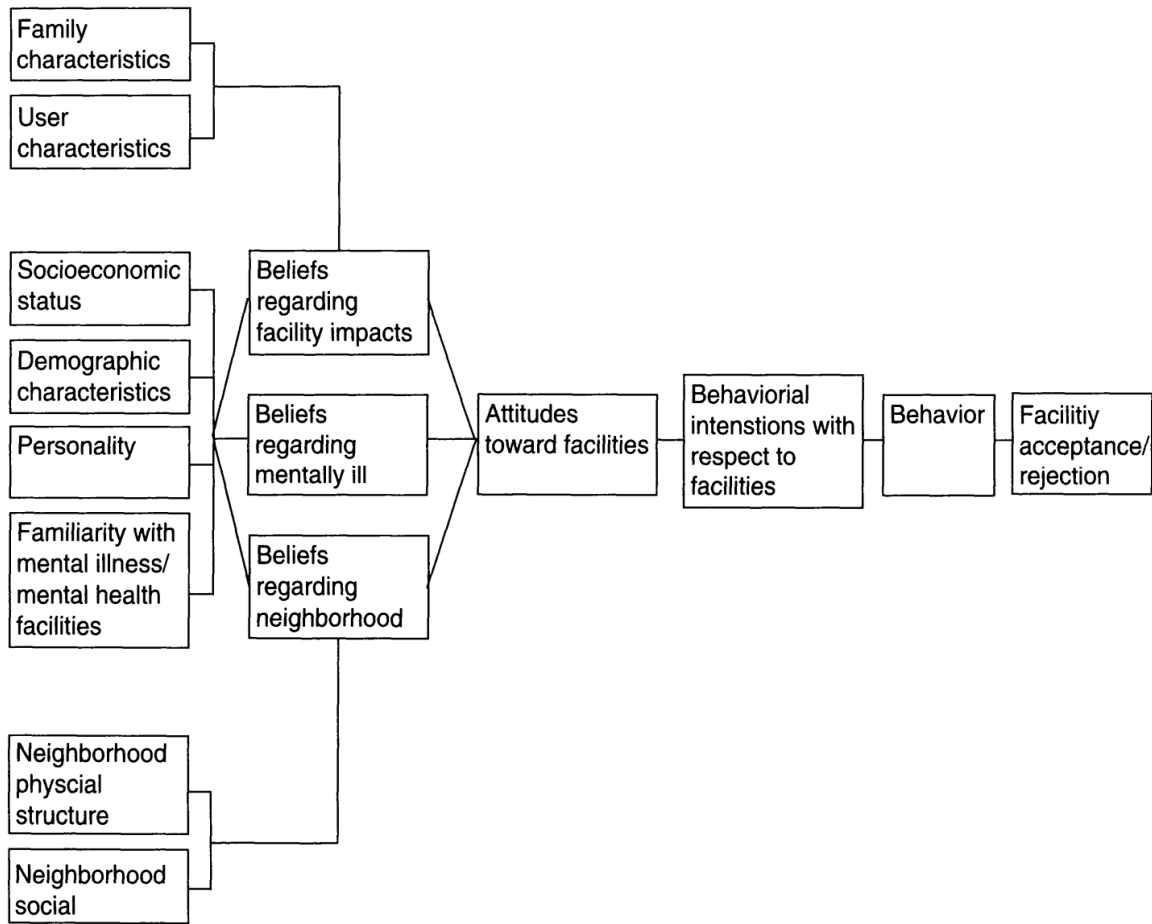 Family
characteristics
User
characteristics
Socioeconomic
status
Demographic
characteristics
Personality
Familiarity with
mental illness/
mental health
facilities
Neighborhood
physcial
structure
Neighborhood
social
Beliefs
regarding
facility impacts
Beliefs
regarding
mentally ill
Beliefs
regarding
neighborhood
Attitudes
toward facilities
Behaviorial
intenstions with
respect to
facilities
Behavior
Facilitiy
acceptance/
rejection